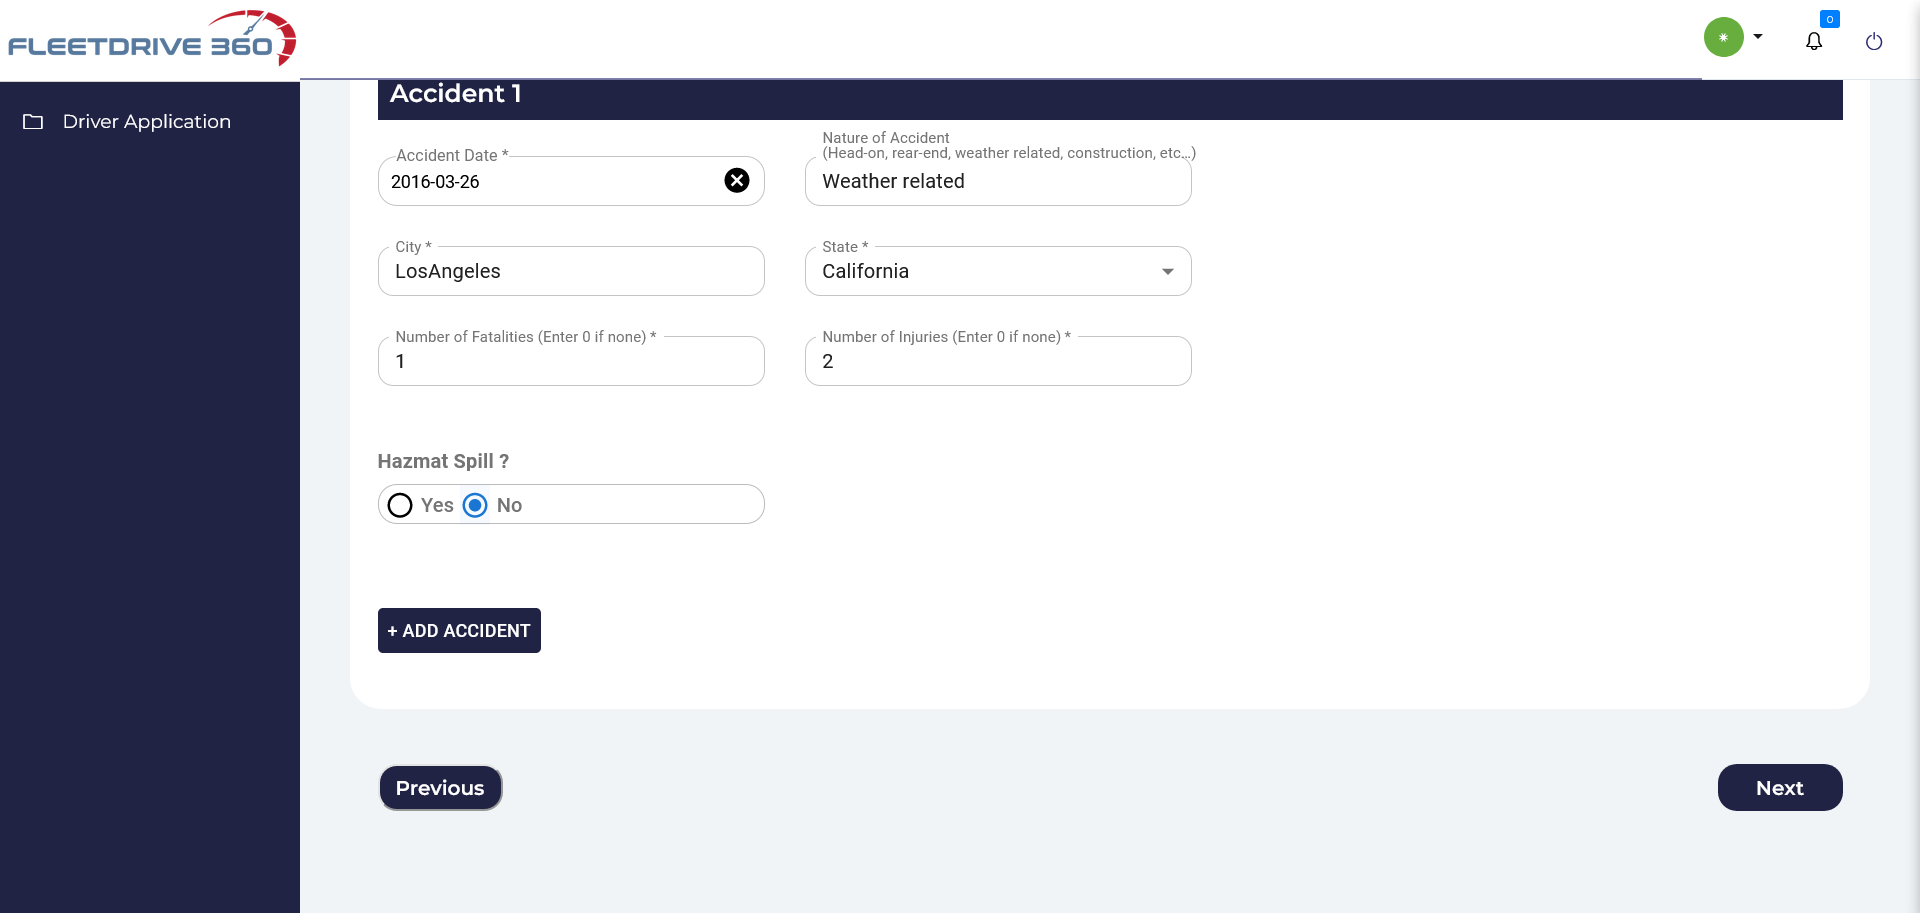 FLEETDRIVE 360
0
Driver Application
Accident 1
Accident Date *
2016-03-26
Nature of Accident
(Head-on, rear-end, weather related, construction, etc...)
Weather related
City *
LosAngeles
State *
California
Number of Fatalities (Enter 0 if none) *
1
Number of Injuries (Enter 0 if none) *
2
Hazmat Spill ?
Yes No
+ ADD ACCIDENT
Previous
Next